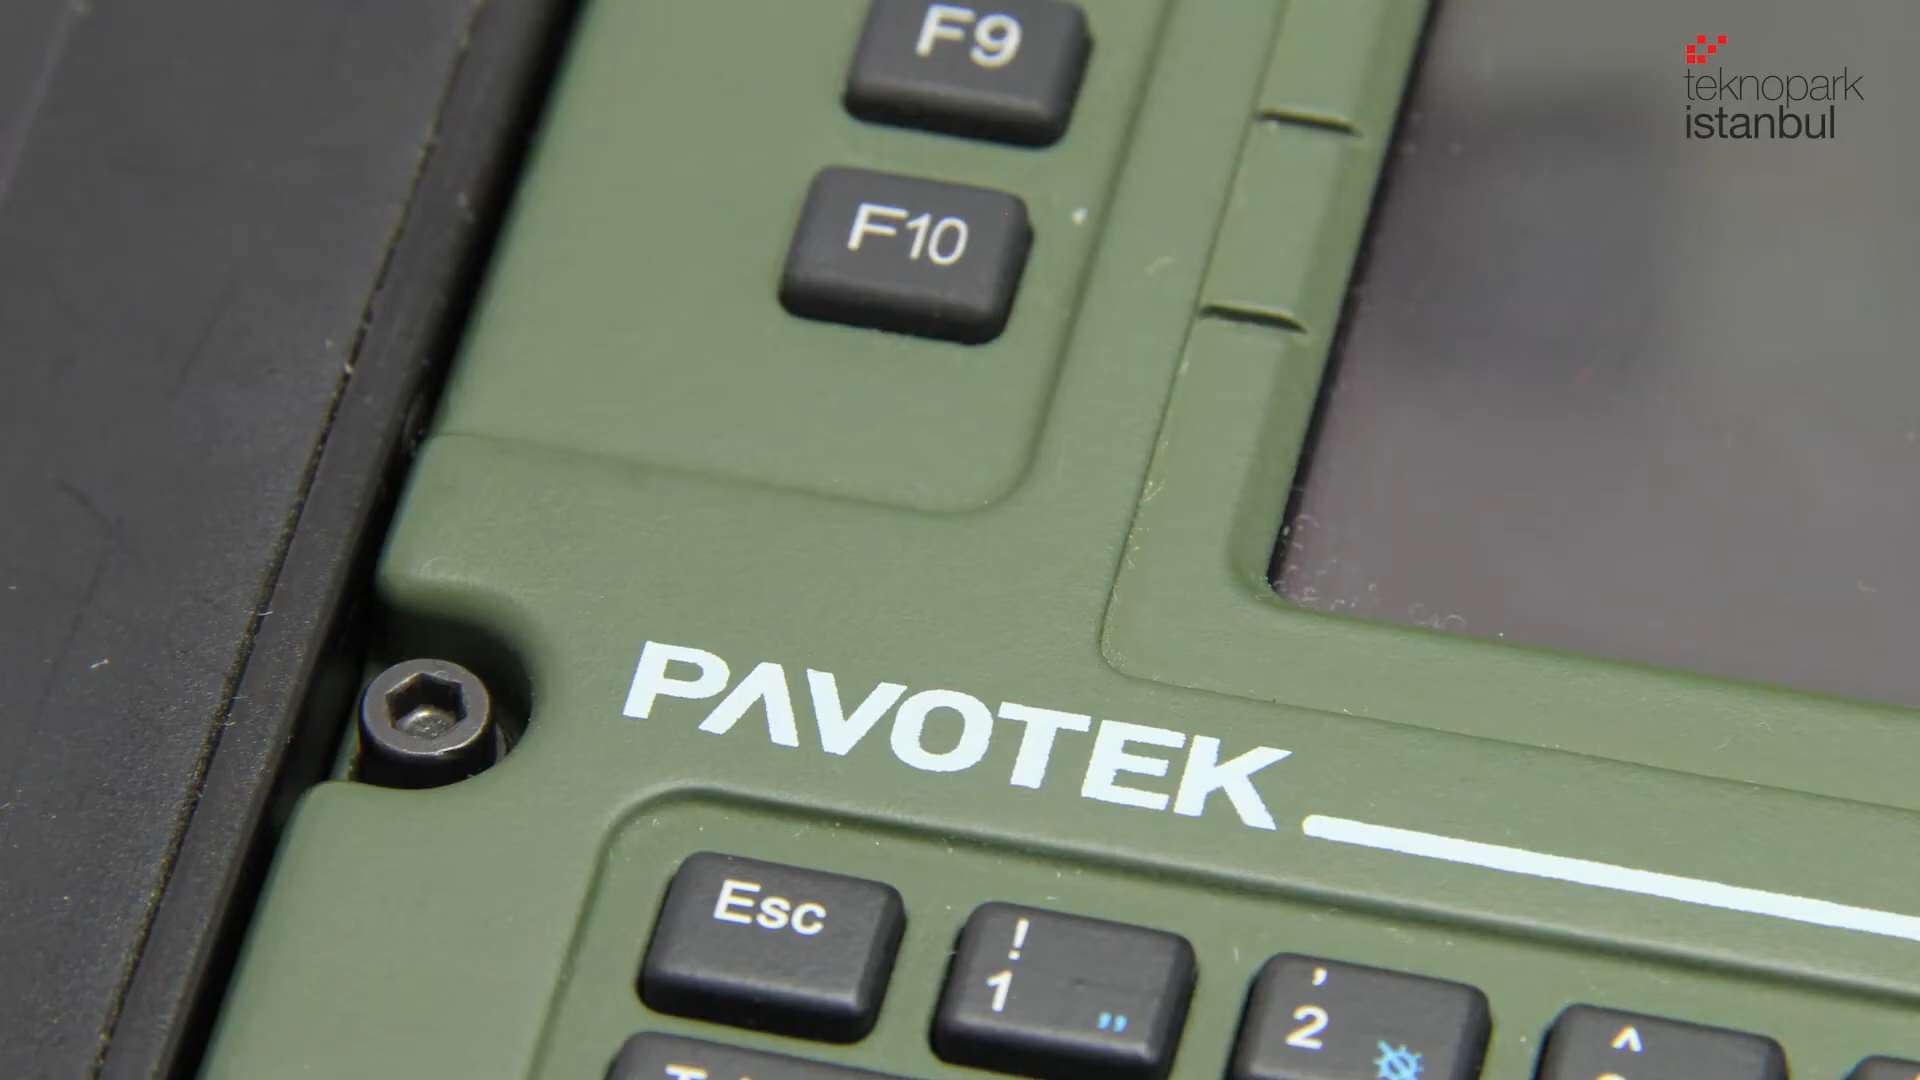 F9
teknopark
istanbul
F10
PAVOTEK
Esc
!
1
"
'
2
^